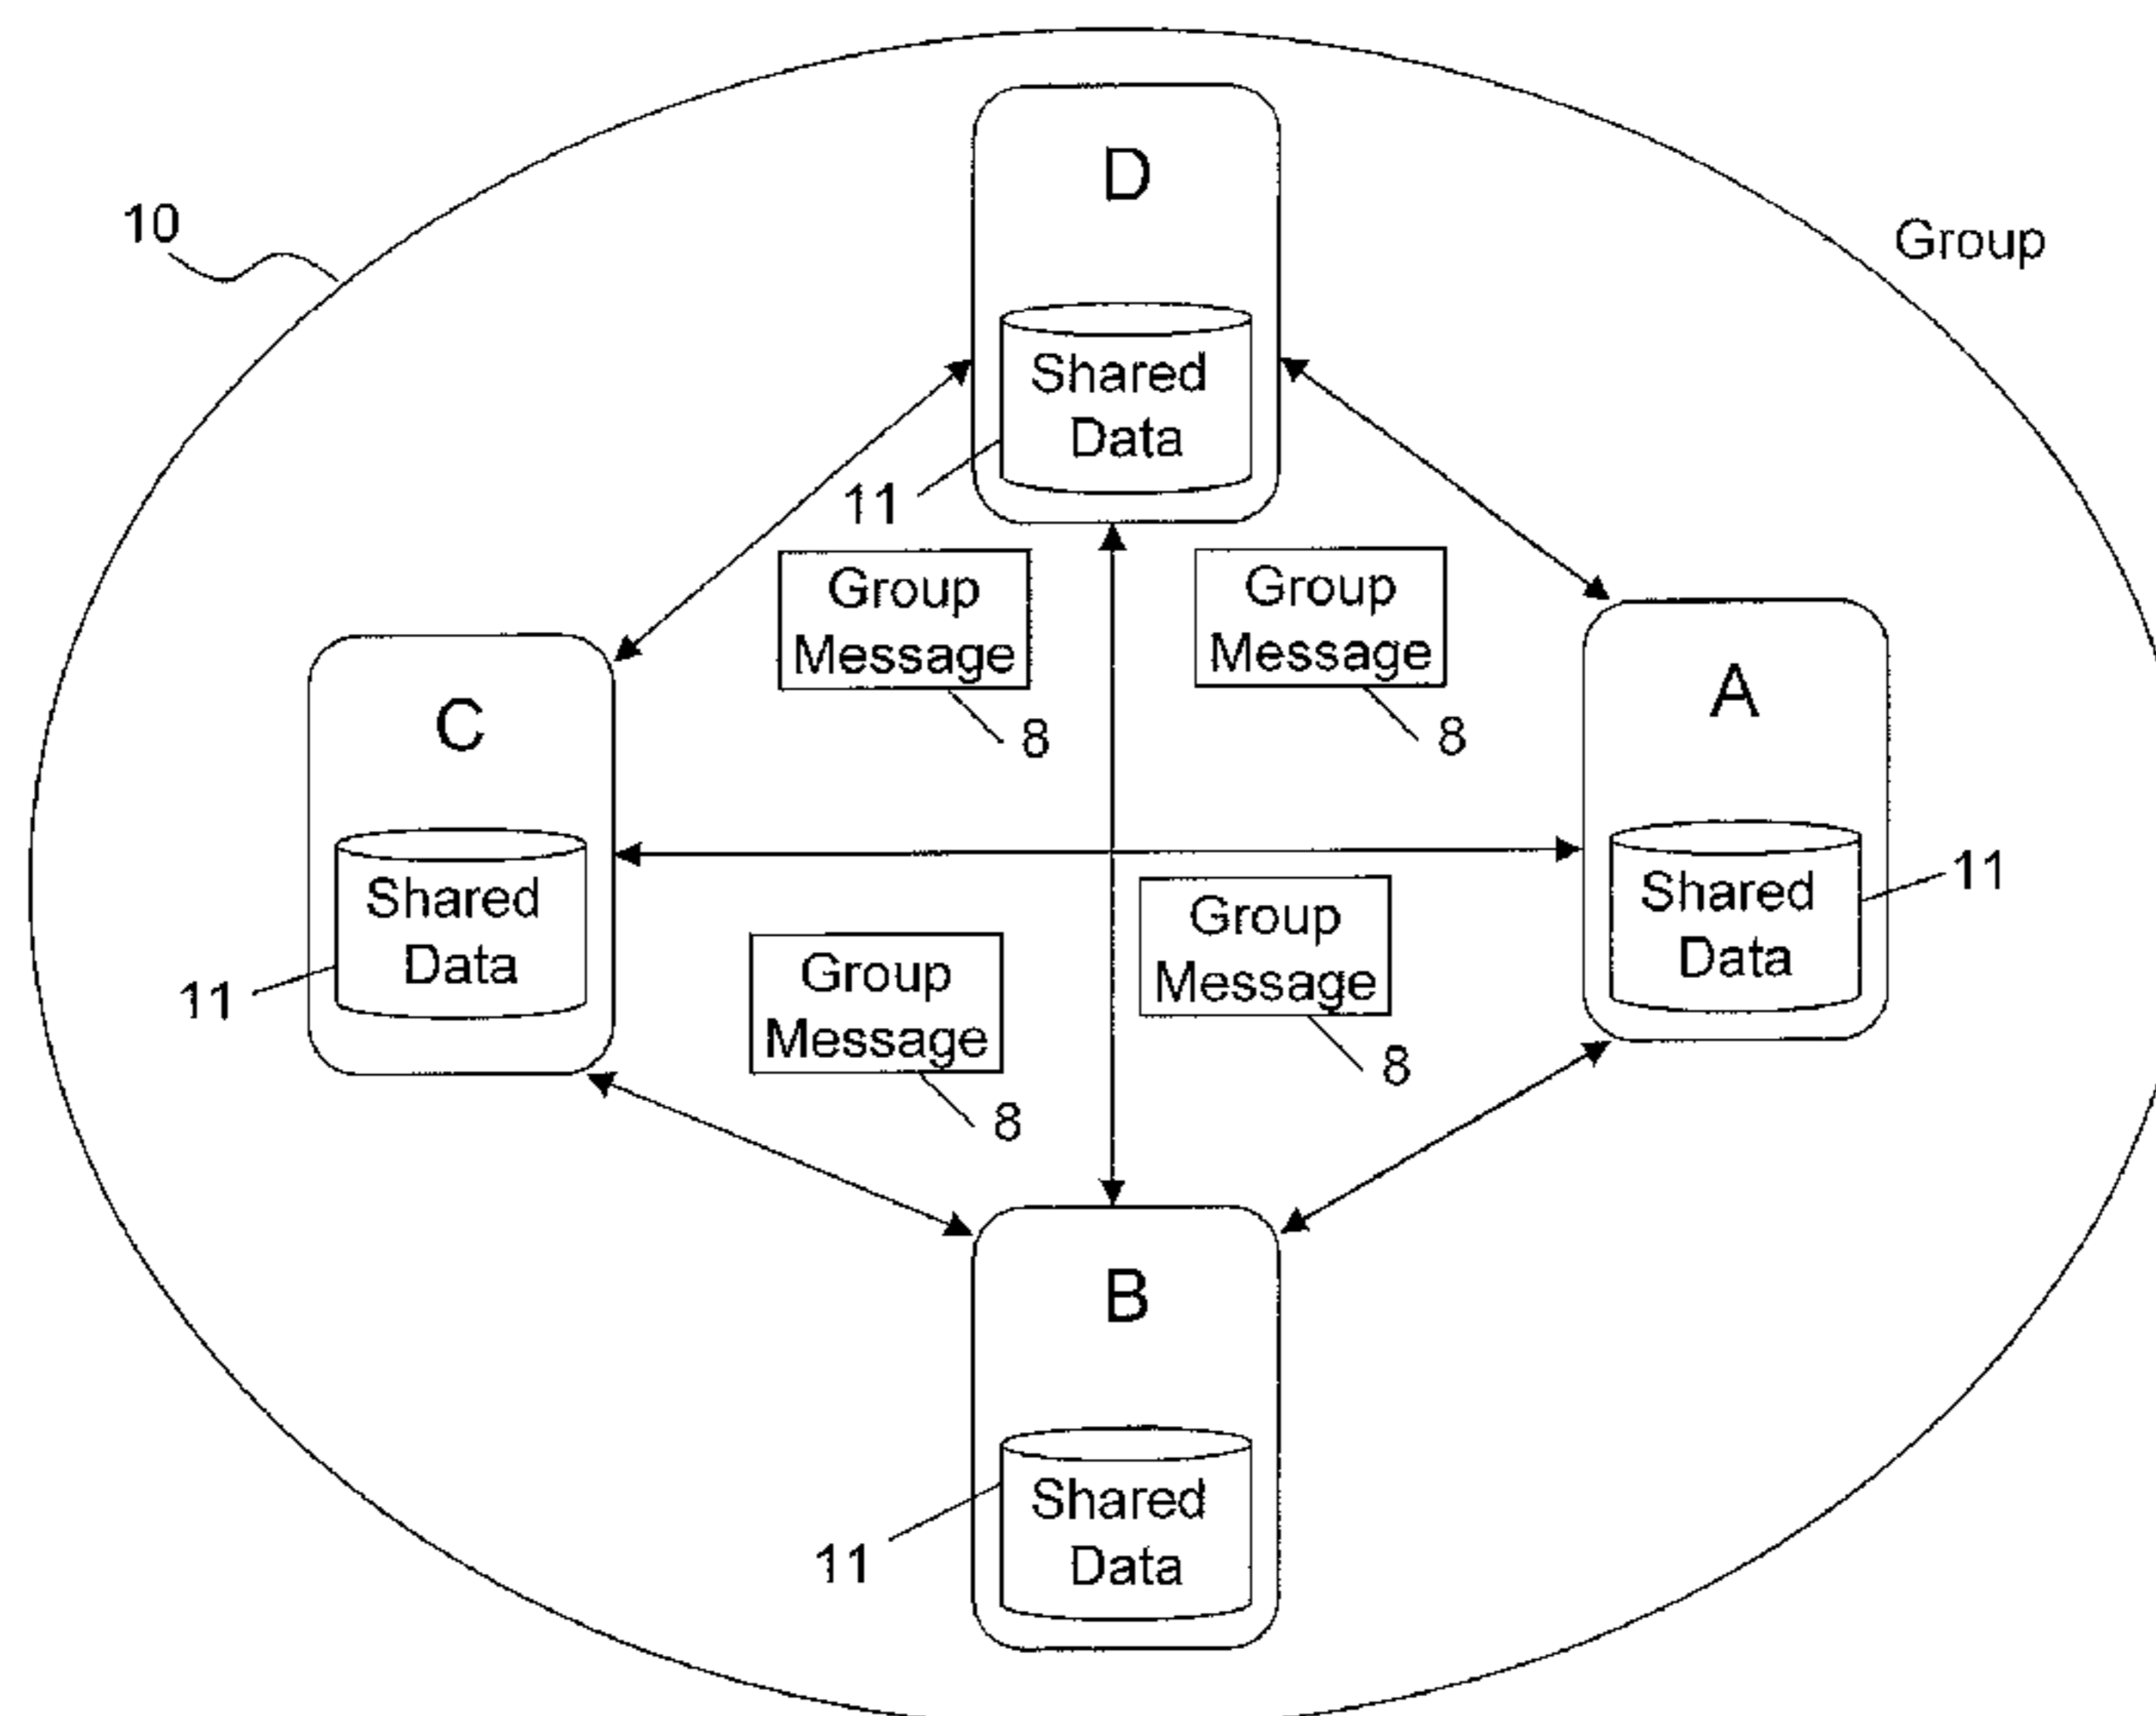 D
10
Group
Shared
Data
11
Group
Message
8
Group
Message
8
C
A
Shared
Data
11
Shared
Data
11
Group
Message
8
Group
Message
8
B
Shared
Data
11